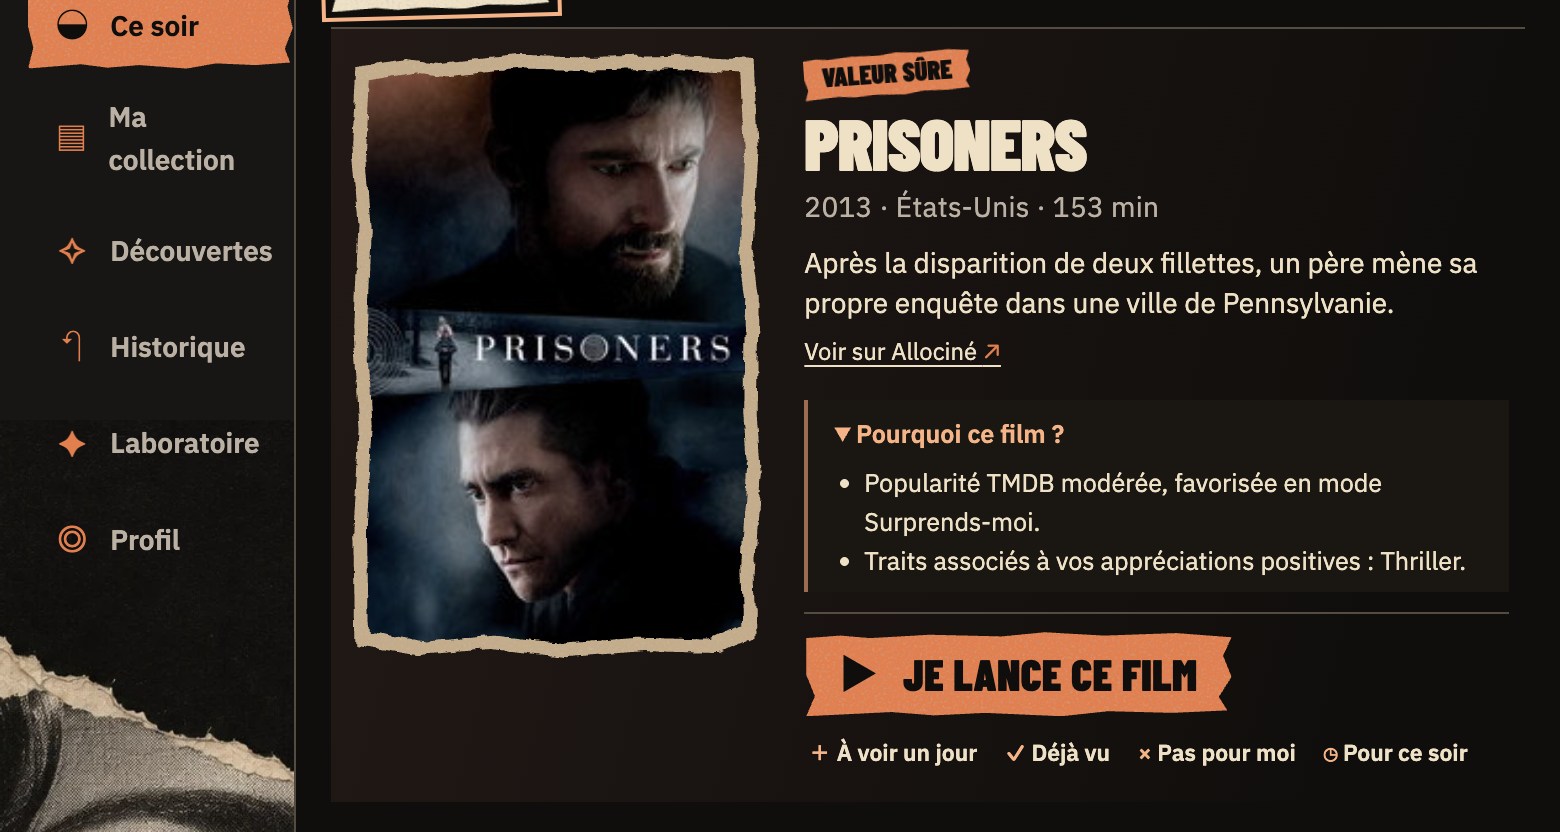 Ce soir
Ma
collection
Découvertes
Historique
Laboratoire
Profil
PRISONERS
VALEUR SÛRE
PRISONERS
2013 · États-Unis · 153 min
Après la disparition de deux fillettes, un père mène sa
propre enquête dans une ville de Pennsylvanie.
Voir sur Allociné ↗
▼ Pourquoi ce film ?
• Popularité TMDB modérée, favorisée en mode
Surprends-moi.
• Traits associés à vos appréciations positives : Thriller.
▶ JE LANCE CE FILM
+ À voir un jour ✓ Déjà vu × Pas pour moi ◷ Pour ce soir